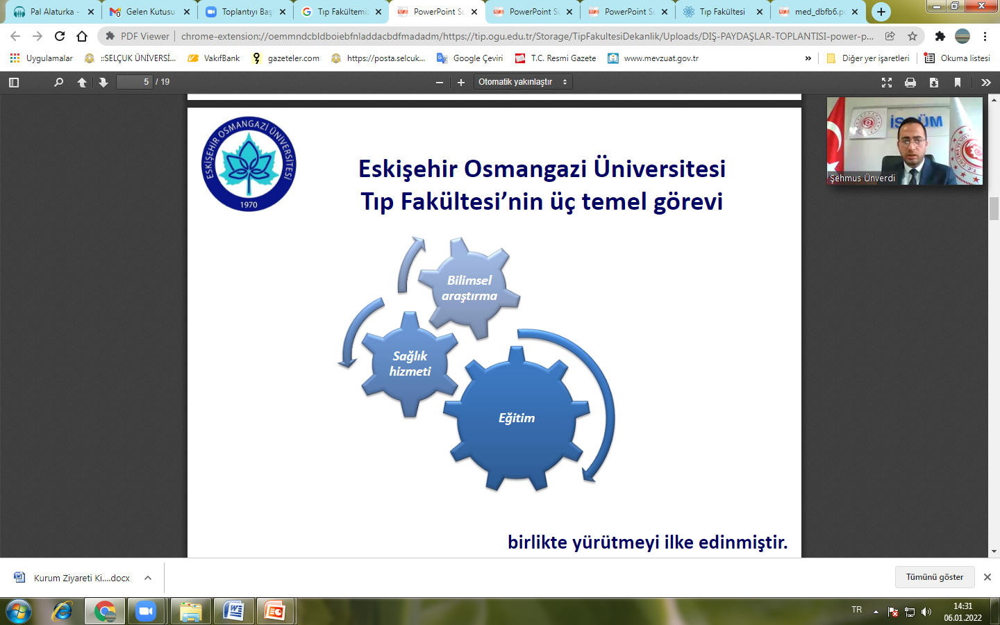 Pal Alaturka -
Gelen Kutusu
Toplantıyı Baş
Tıp Fakültemiz
PowerPoint Su
PowerPoint Su
PowerPoint Su
Tıp Fakültesi
med_dbfb6.pd
PDF Viewer | chrome-extension://oemmndcbldboiebfnladdacbdfmadadm/https://tip.ogu.edu.tr/Storage/TipFakultesiDekanlik/Uploads/DIŞ-PAYDAŞLAR-TOPLANTISI-power-p...
Uygulamalar
::SELÇUK ÜNİVERSİ...
VakıfBank
gazeteler.com
https://posta.selcuk...
Google Çeviri
T.C. Resmi Gazete
www.mevzuat.gov.tr
»
Diğer yer işaretleri
Okuma listesi
5 / 19
Otomatik yakınlaştır
ESKİŞEHİR OSMANGAZİ ÜNİVERSİTESİ
1970
Şehmus Ünverdi
Eskişehir Osmangazi Üniversitesi
Tıp Fakültesi’nin üç temel görevi
Bilimsel
araştırma
Sağlık
hizmeti
Eğitim
birlikte yürütmeyi ilke edinmiştir.
Kurum Ziyareti Ki....docx
Tümünü göster
TR
14:31
06.01.2022